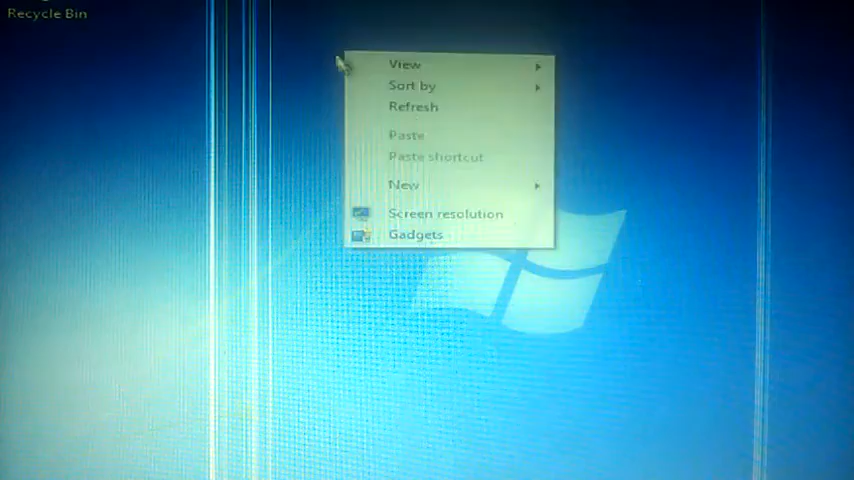 Recycle Bin
View
Sort by
Refresh
Paste
Paste shortcut
New
Screen resolution
Gadgets